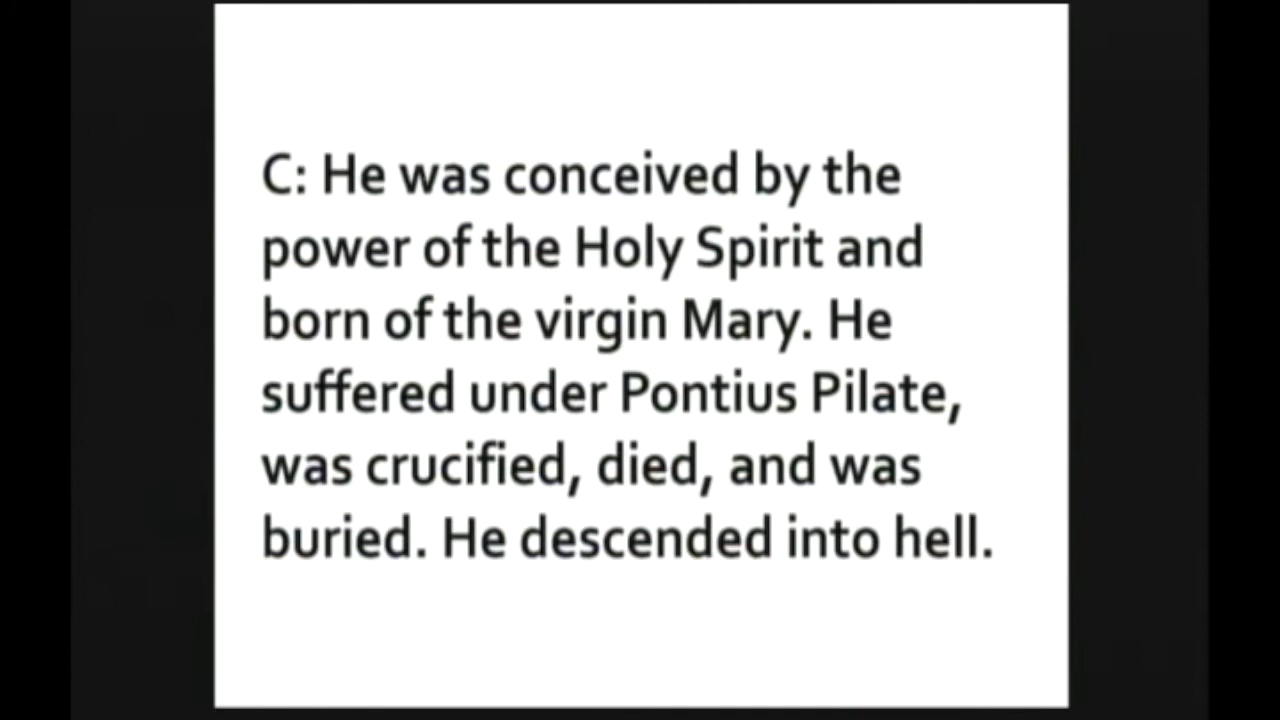 C: He was conceived by the
power of the Holy Spirit and
born of the virgin Mary. He
suffered under Pontius Pilate,
was crucified, died, and was
buried. He descended into hell.